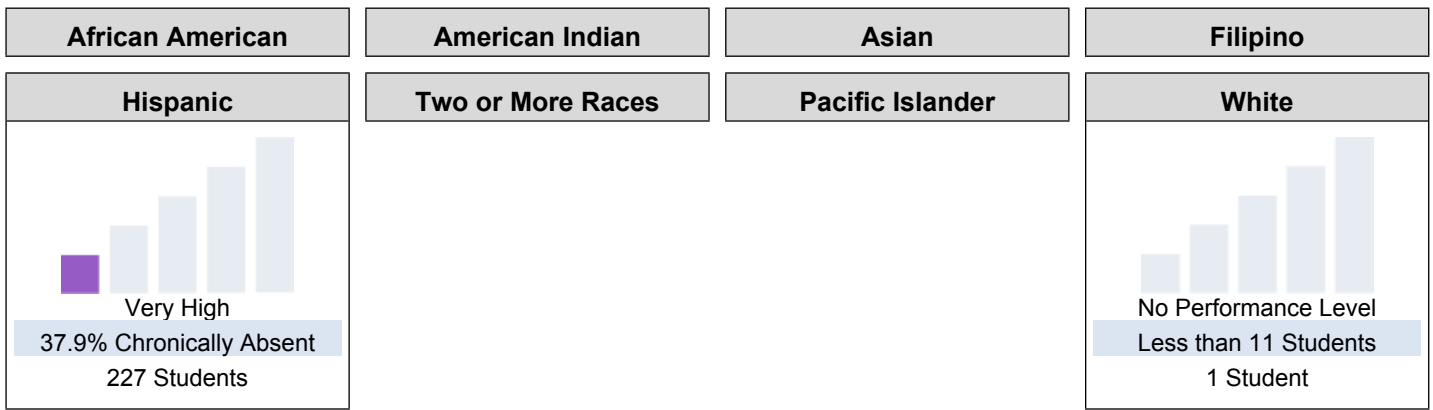 African American
American Indian
Asian
Filipino
Hispanic
Very High
37.9% Chronically Absent
227 Students
Two or More Races
Pacific Islander
White
No Performance Level
Less than 11 Students
1 Student